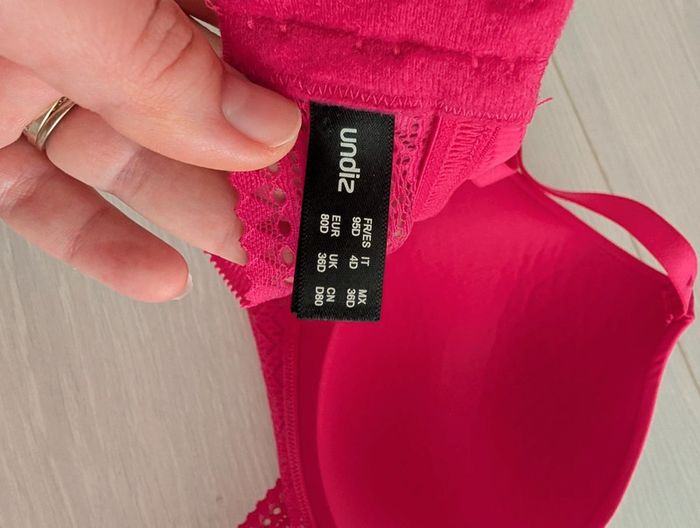 undiz
FR/ES IT MX
95D 4D 36D
EUR UK CN
80D 36D D80